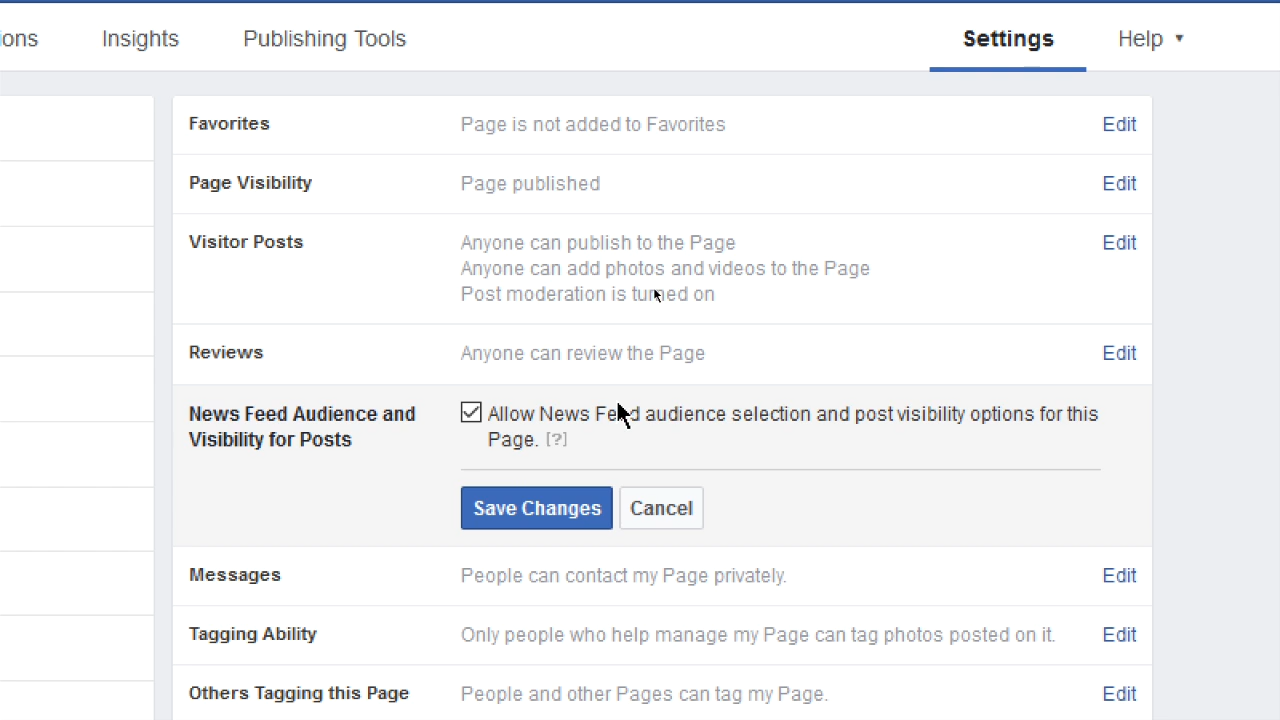 ions Insights Publishing Tools Settings Help
Favorites Page is not added to Favorites Edit
Page Visibility Page published Edit
Visitor Posts Anyone can publish to the Page Edit
Anyone can add photos and videos to the Page
Post moderation is turned on
Reviews Anyone can review the Page Edit
News Feed Audience and Allow News Feed audience selection and post visibility options for this
Visibility for Posts Page. [?]
Save Changes Cancel
Messages People can contact my Page privately. Edit
Tagging Ability Only people who help manage my Page can tag photos posted on it. Edit
Others Tagging this Page People and other Pages can tag my Page. Edit